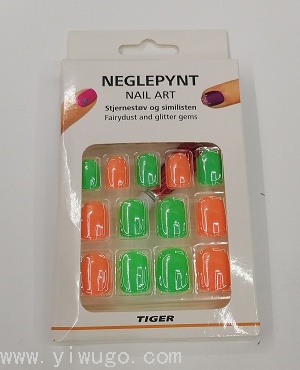 NEGLEPYNT
NAIL ART
Stjernestøv og similisten
Fairydust and glitter gems
TIGER
www.yiwugo.com